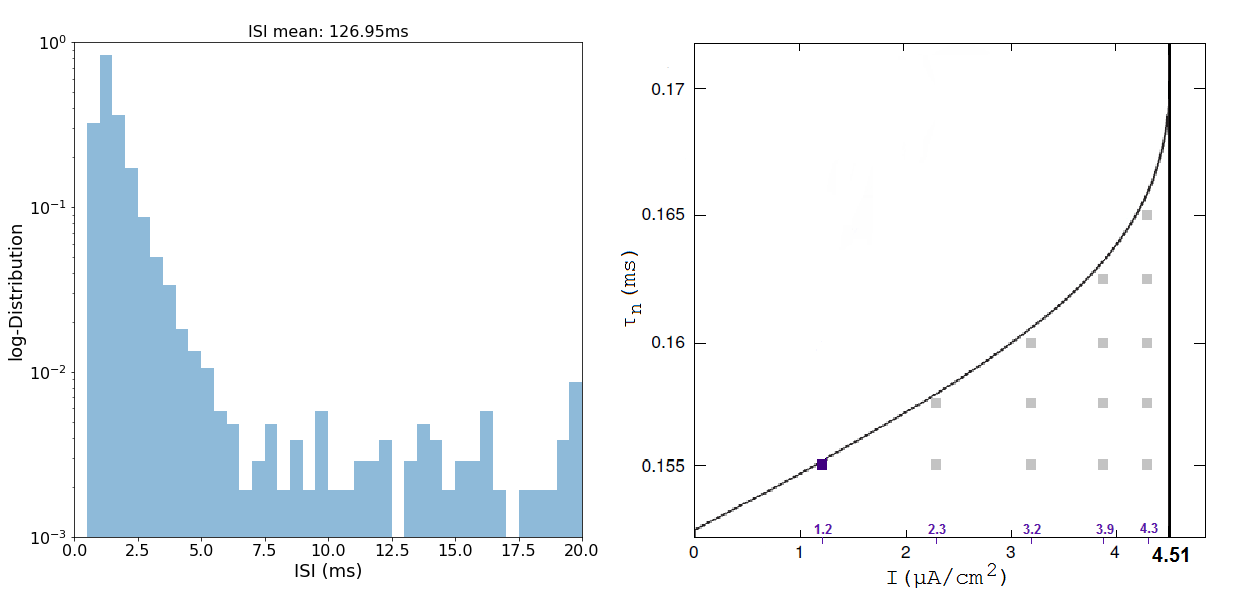 ISI mean: 126.95ms
10⁰
10⁻¹
10⁻²
10⁻³
log-Distribution
0.0 2.5 5.0 7.5 10.0 12.5 15.0 17.5 20.0
ISI (ms)
0.17
0.165
0.16
0.155
τn (ms)
1.2 2.3 3.2 3.9 4.3
0 1 2 3 4 4.51
I(μA/cm²)